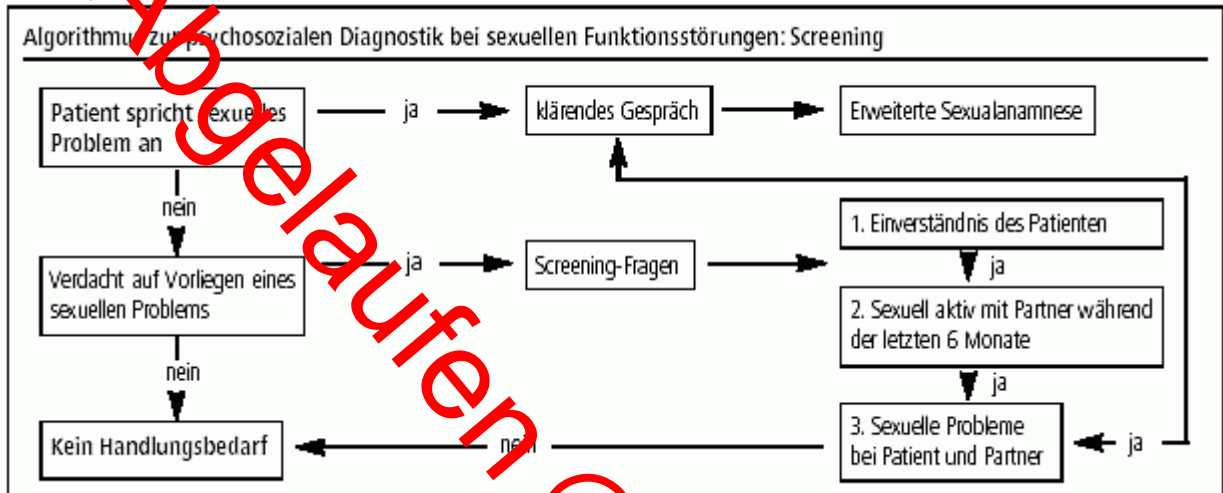 Algorithmus zur psychosozialen Diagnostik bei sexuellen Funktionsstörungen: Screening
Patient spricht sexuelles
Problem an
ja
klärendes Gespräch
Erweiterte Sexualanamnese
nein
Verdacht auf Vorliegen eines
sexuellen Problems
ja
Screening-Fragen
1. Einverständnis des Patienten
ja
2. Sexuell aktiv mit Partner während
der letzten 6 Monate
ja
3. Sexuelle Probleme
bei Patient und Partner
ja
nein
nein
Kein Handlungsbedarf
Abgelaufen